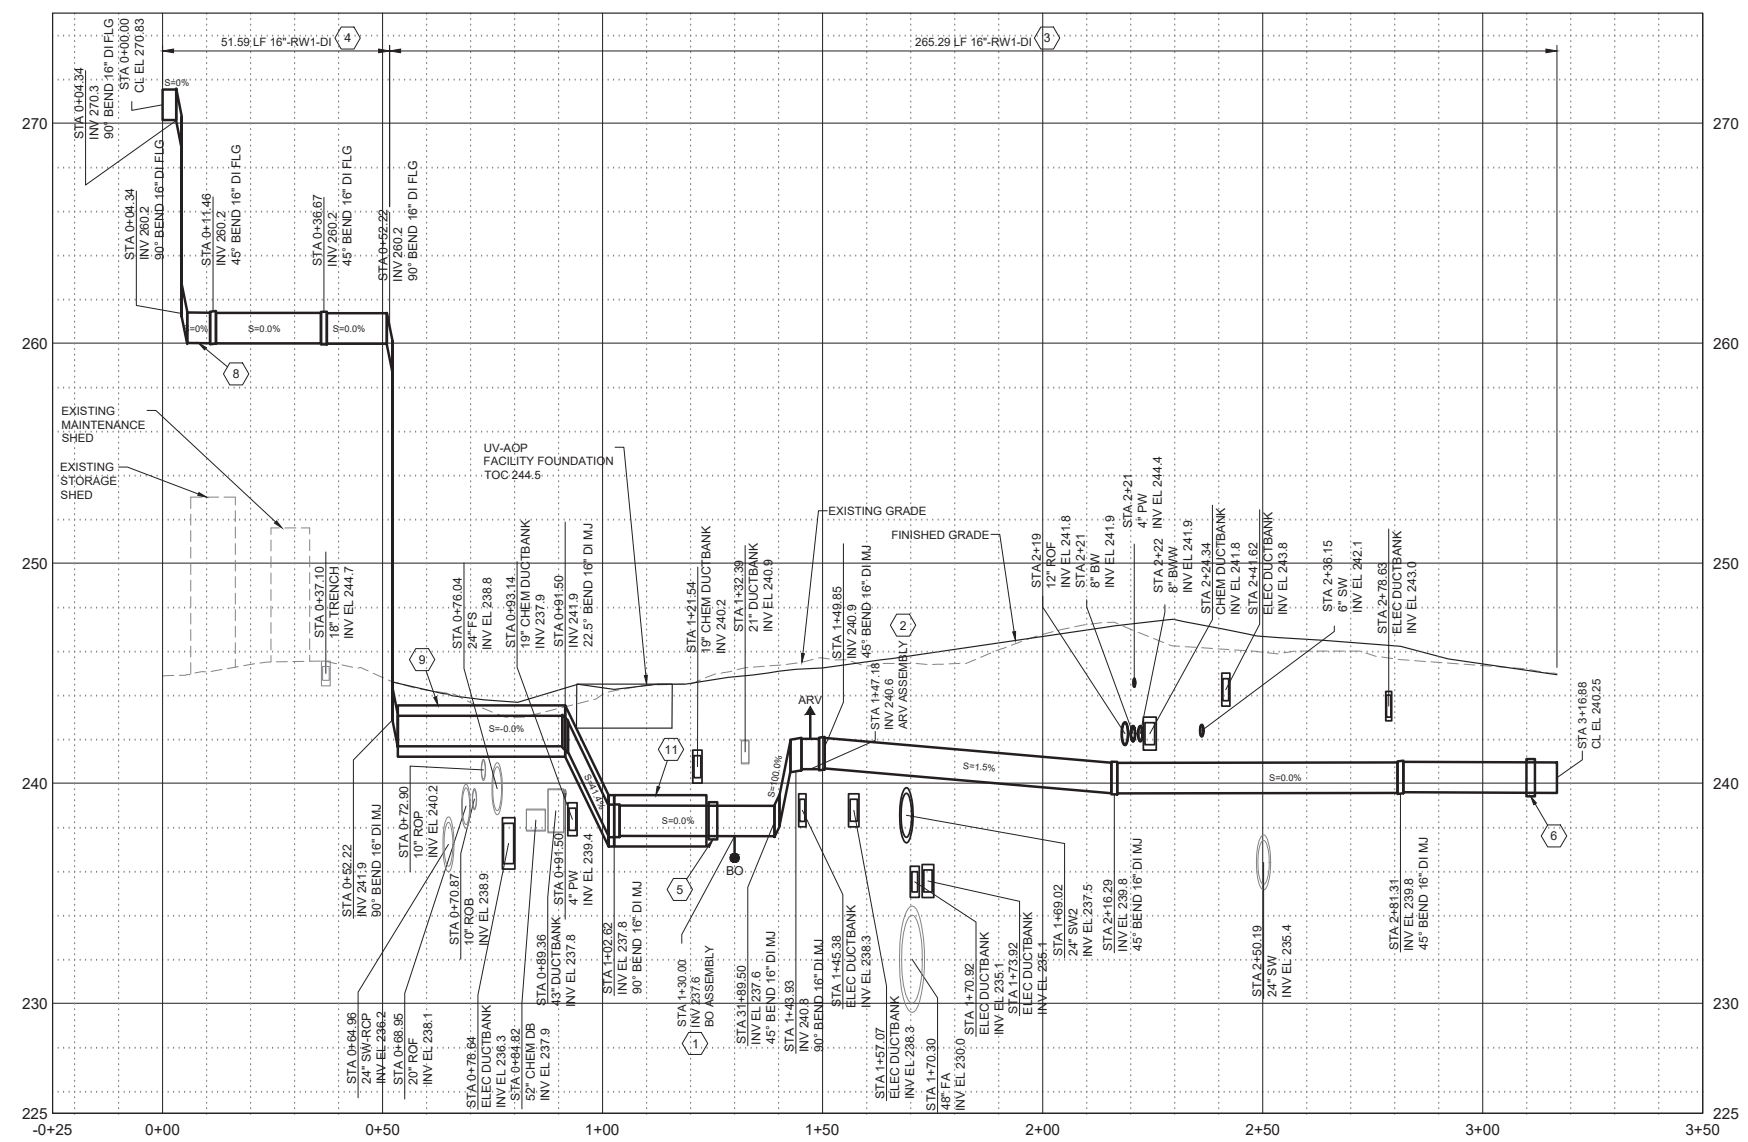 51.59 LF 16"-RW1-DI
4
265.29 LF 16"-RW1-DI
3
STA 0+04.34
INV 270.3
90° BEND 16" DI FLG
STA 0+00.00
CL EL 270.83
S=0%
STA 0+04.34
INV 260.2
90° BEND 16" DI FLG
STA 0+11.46
INV 260.2
45° BEND 16" DI FLG
STA 0+36.67
INV 260.2
45° BEND 16" DI FLG
STA 0+52.22
INV 260.2
90° BEND 16" DI FLG
S=0%
S=0.0%
S=0.0%
8
EXISTING
MAINTENANCE
SHED
EXISTING
STORAGE
SHED
STA 0+37.10
18" TRENCH
INV EL 244.7
UV-AOP
FACILITY FOUNDATION
TOC 244.5
STA 0+76.04
24" FS
INV EL 238.8
STA 0+93.14
19" CHEM DUCTBANK
INV 237.9
STA 0+91.50
INV 241.9
22.5° BEND 16" DI MJ
9
STA 1+21.54
19" CHEM DUCTBANK
INV 240.2
STA 1+32.39
21" DUCTBANK
INV EL 240.9
EXISTING GRADE
FINISHED GRADE
STA 1+49.85
INV 240.9
45° BEND 16" DI MJ
2
STA 1+47.18
INV 240.6
ARV ASSEMBLY
ARV
STA 2+19
12" ROF
INV EL 241.8
STA 2+21
8" BW
INV EL 241.9
STA 2+21
4" PW
INV EL 244.4
STA 2+22
8" BWW
INV EL 241.9
STA 2+24.34
CHEM DUCTBANK
INV EL 241.8
STA 2+41.62
ELEC DUCTBANK
INV EL 243.8
STA 2+36.15
6" SW
INV EL 242.1
STA 2+78.63
ELEC DUCTBANK
INV EL 243.0
STA 3+16.88
CL EL 240.25
S=-0.0%
S=41.4%
11
S=0.0%
S=100.0%
S=1.5%
S=0.0%
6
5
BO
STA 0+52.22
INV 241.9
90° BEND 16" DI MJ
STA 0+72.90
10" ROP
INV EL 240.2
STA 0+70.87
10" ROB
INV EL 238.9
STA 0+89.36
43" DUCTBANK
INV EL 237.8
STA 0+91.50
4" PW
INV EL 239.4
STA 1+02.62
INV EL 237.8
90° BEND 16" DI MJ
STA 1+30.00
INV 237.6
BO ASSEMBLY
1
STA 31+89.50
INV EL 237.6
45° BEND 16" DI MJ
STA 1+43.93
INV 240.8
90° BEND 16" DI MJ
STA 1+45.38
ELEC DUCTBANK
INV EL 238.3
STA 1+57.07
ELEC DUCTBANK
INV EL 238.3
STA 1+70.30
48" FA
INV EL 230.0
STA 1+70.92
ELEC DUCTBANK
INV EL 235.1
STA 1+73.92
ELEC DUCTBANK
INV EL 235.1
STA 1+69.02
24" SW2
INV EL 237.5
STA 2+16.29
INV EL 239.8
45° BEND 16" DI MJ
STA 2+50.19
24" SW
INV EL 235.4
STA 2+81.31
INV EL 239.8
45° BEND 16" DI MJ
STA 0+64.96
24" SW-RCP
INV EL 236.2
STA 0+68.95
20" ROF
INV EL 238.1
STA 0+78.64
ELEC DUCTBANK
INV EL 236.3
STA 0+84.82
52" CHEM DB
INV EL 237.9
270
260
250
240
230
225
270
260
250
240
230
225
-0+25
0+00
0+50
1+00
1+50
2+00
2+50
3+00
3+50